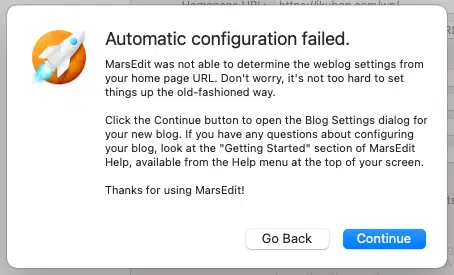 Homepage URL: https://jkuhon.com/wp/
Automatic configuration failed.
MarsEdit was not able to determine the weblog settings from
your home page URL. Don't worry, it's not too hard to set
things up the old-fashioned way.
Click the Continue button to open the Blog Settings dialog for
your new blog. If you have any questions about configuring
your blog, look at the "Getting Started" section of MarsEdit
Help, available from the Help menu at the top of your screen.
Thanks for using MarsEdit!
Go Back
Continue